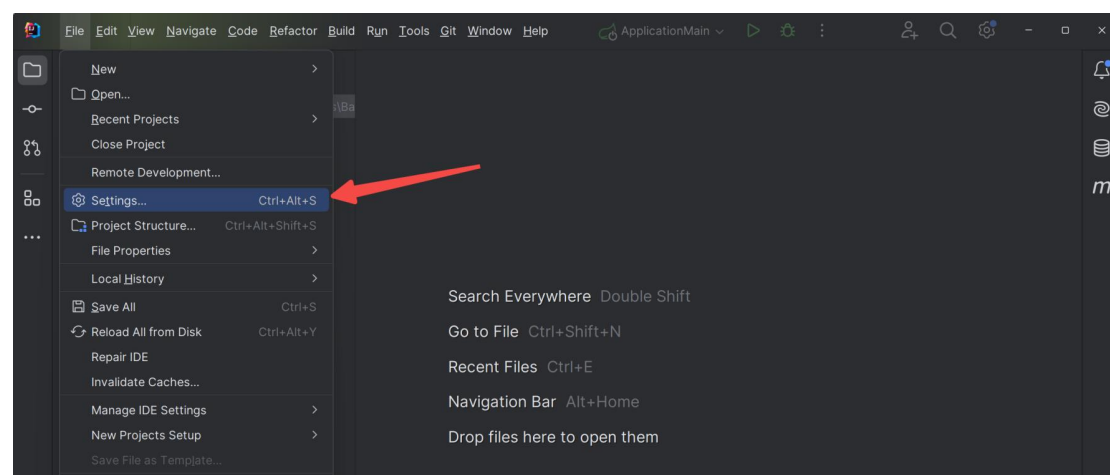 File Edit View Navigate Code Refactor Build Run Tools Git Window Help ApplicationMain
New
Open...
s\Ba
Recent Projects
Close Project
Remote Development...
Settings... Ctrl+Alt+S
Project Structure... Ctrl+Alt+Shift+S
File Properties
Local History
Save All Ctrl+S
Reload All from Disk Ctrl+Alt+Y
Repair IDE
Invalidate Caches...
Manage IDE Settings
New Projects Setup
Save File as Template...
Search Everywhere Double Shift
Go to File Ctrl+Shift+N
Recent Files Ctrl+E
Navigation Bar Alt+Home
Drop files here to open them
m